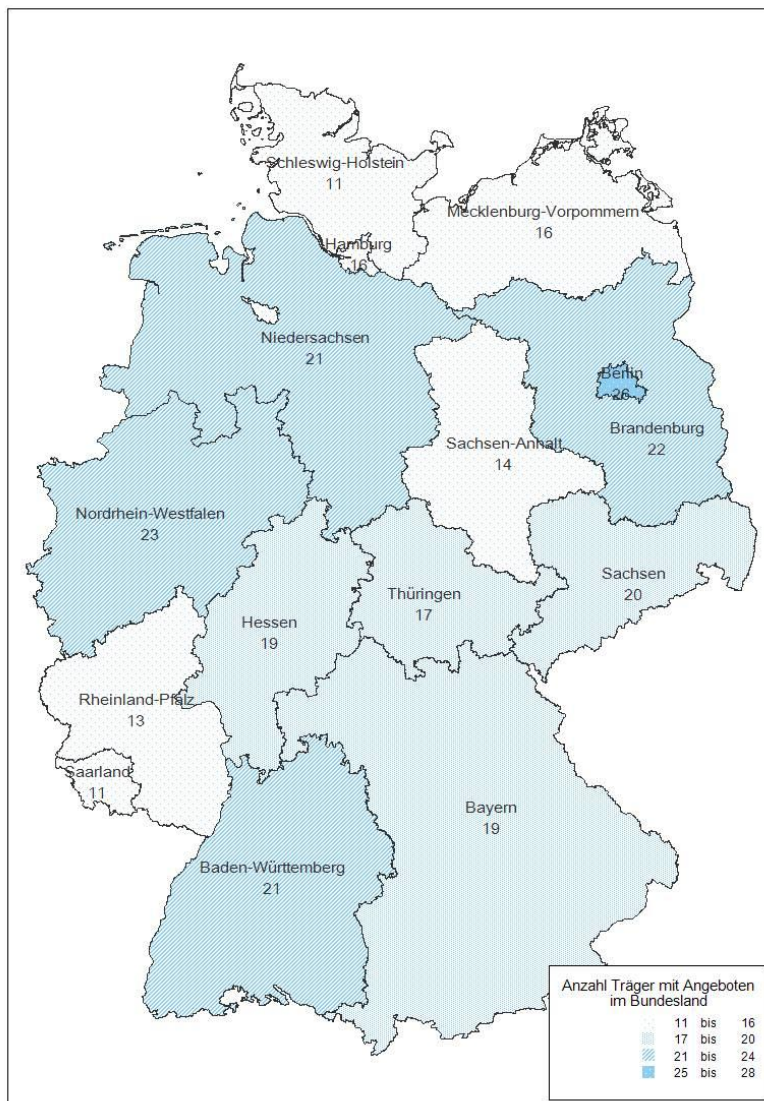 Schleswig-Holstein
11
Mecklenburg-Vorpommern
16
Hamburg
16
Niedersachsen
21
Berlin
26
Brandenburg
22
Sachsen-Anhalt
14
Nordrhein-Westfalen
23
Sachsen
20
Thüringen
17
Hessen
19
Rheinland-Pfalz
13
Saarland
11
Bayern
19
Baden-Württemberg
21
Anzahl Träger mit Angeboten
im Bundesland
11 bis 16
17 bis 20
21 bis 24
25 bis 28